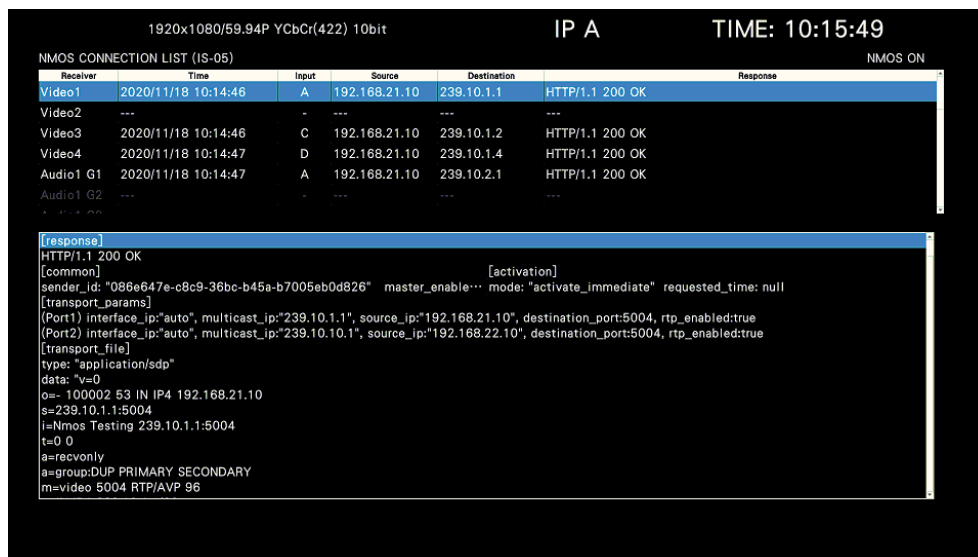 1920x1080/59.94P YCbCr(422) 10bit IP A TIME: 10:15:49
NMOS CONNECTION LIST (IS-05) NMOS ON
Receiver Time Input Source Destination Response
Video1 2020/11/18 10:14:46 A 192.168.21.10 239.10.1.1 HTTP/1.1 200 OK
Video2 --- - --- --- ---
Video3 2020/11/18 10:14:46 C 192.168.21.10 239.10.1.2 HTTP/1.1 200 OK
Video4 2020/11/18 10:14:47 D 192.168.21.10 239.10.1.4 HTTP/1.1 200 OK
Audio1 G1 2020/11/18 10:14:47 A 192.168.21.10 239.10.2.1 HTTP/1.1 200 OK
Audio1 G2 --- - --- --- ---
[response]
HTTP/1.1 200 OK
[common] [activation]
sender_id: "086e647e-c8c9-36bc-b45a-b7005eb0d826" master_enable··· mode: "activate_immediate" requested_time: null
[transport_params]
(Port1) interface_ip:"auto", multicast_ip:"239.10.1.1", source_ip:"192.168.21.10", destination_port:5004, rtp_enabled:true
(Port2) interface_ip:"auto", multicast_ip:"239.10.10.1", source_ip:"192.168.22.10", destination_port:5004, rtp_enabled:true
[transport_file]
type: "application/sdp"
data: "v=0
o=- 100002 53 IN IP4 192.168.21.10
s=239.10.1.1:5004
i=Nmos Testing 239.10.1.1:5004
t=0 0
a=recvonly
a=group:DUP PRIMARY SECONDARY
m=video 5004 RTP/AVP 96